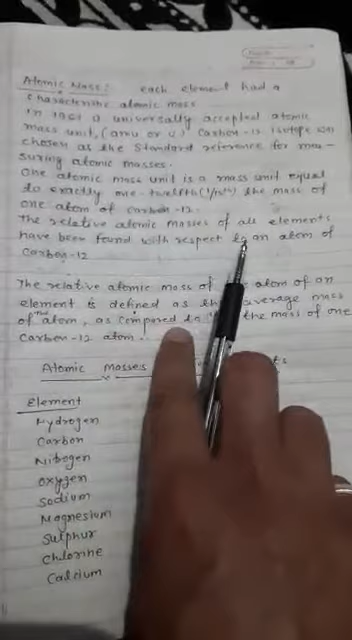 Atomic Mass: each element had a
characteristic atomic mass
In 1961 a universally accepted atomic
mass unit, (amu or u) Carbon-12 isotope was
chosen as the Standard reference for mea-
suring atomic masses.
One atomic mass unit is a mass unit equal
to exactly one-twelfth (1/12th) the mass of
one atom of Carbon-12.
The relative atomic masses of all elements
have been found with respect to an atom of
Carbon-12
The relative atomic mass of atom of an
element is defined as the average mass
of the atom, as compared to the mass of one
Carbon-12 atom.
Atomic Masses
Element
Hydrogen
Carbon
Nitrogen
Oxygen
Sodium
Magnesium
Sulphur
Chlorine
Calcium